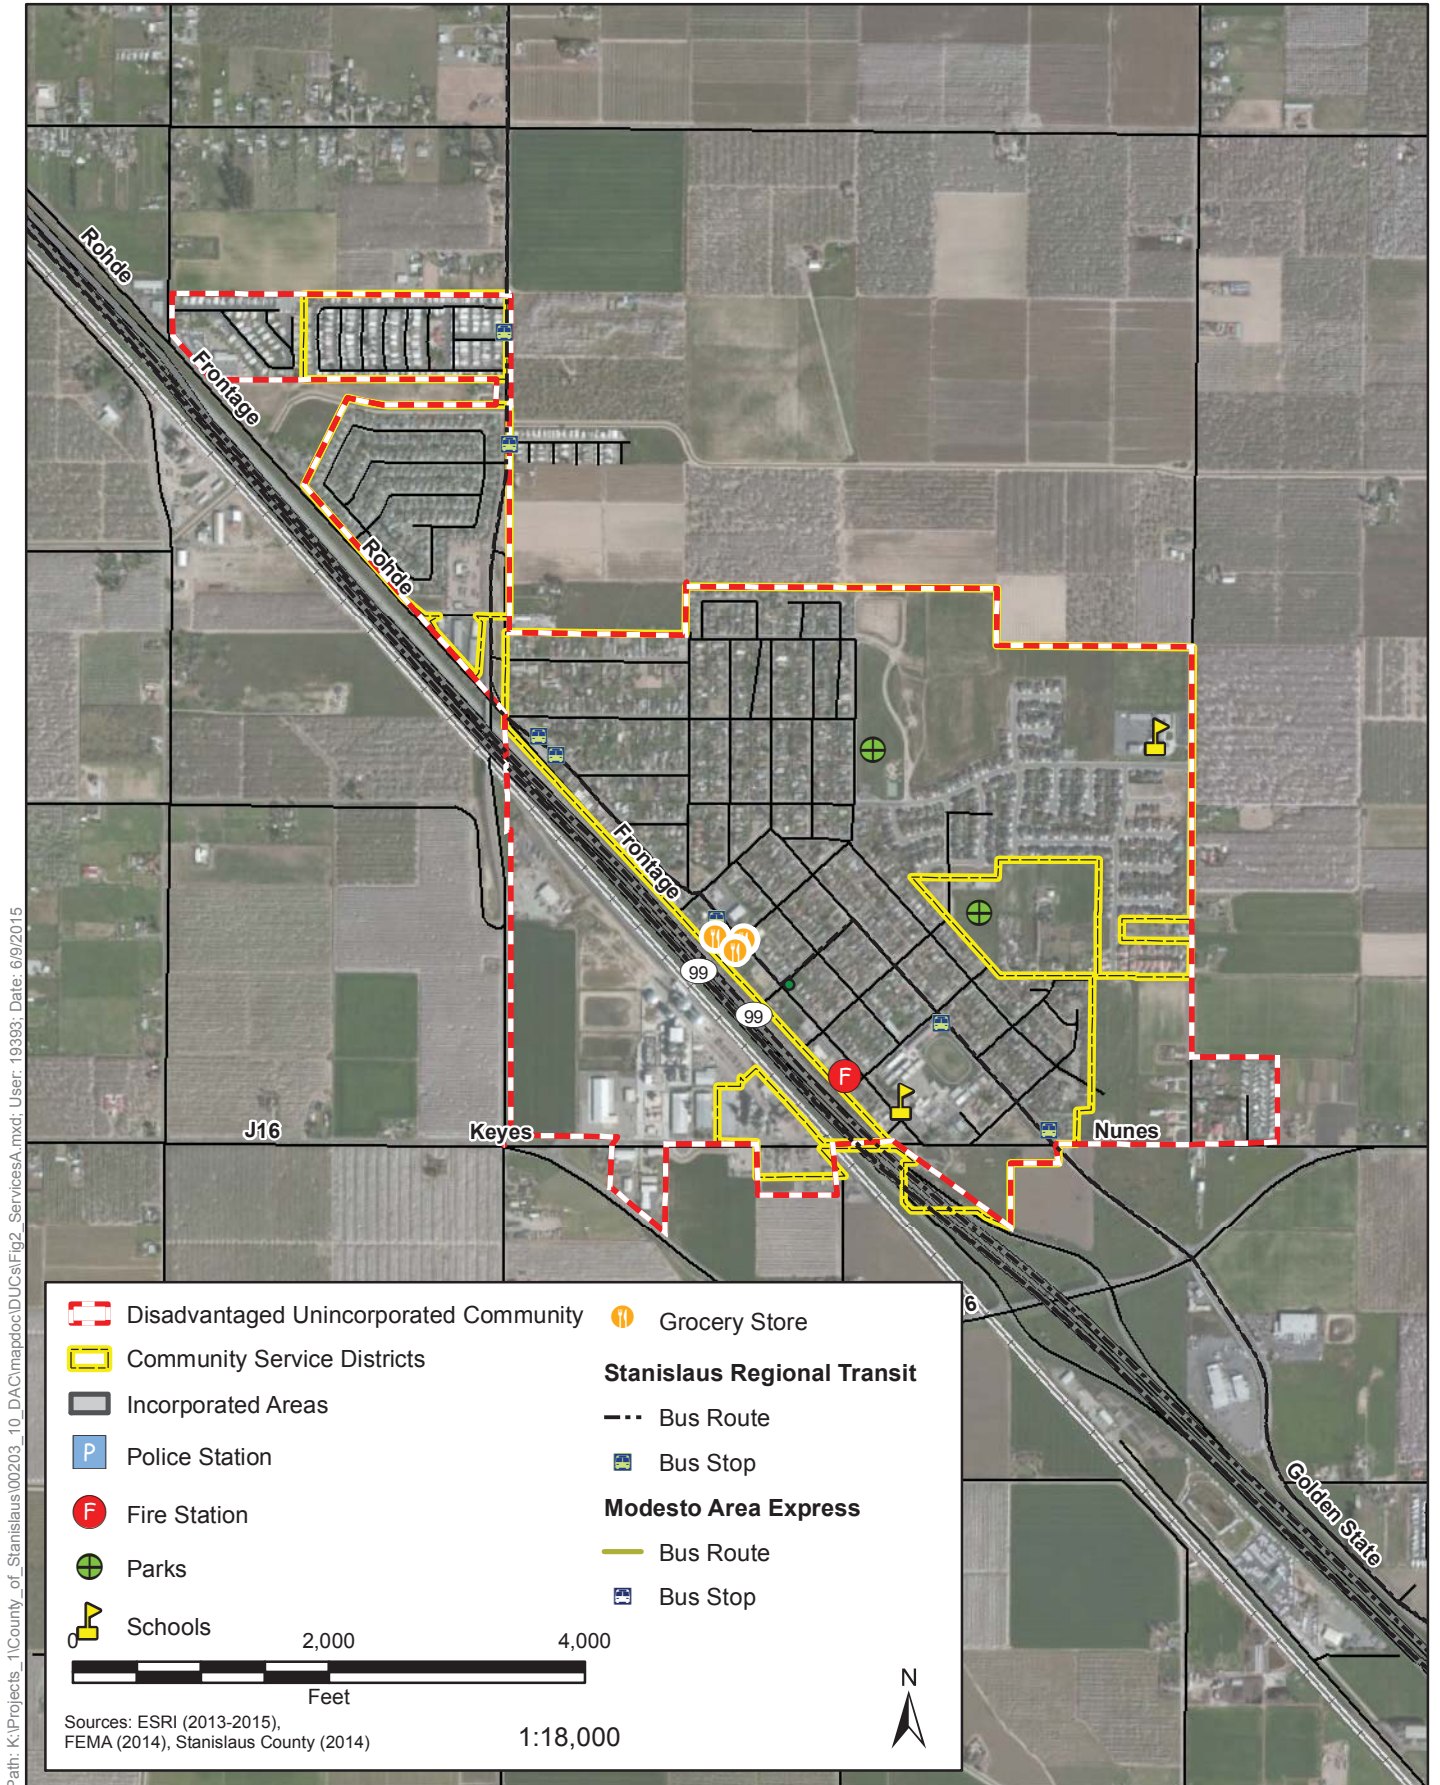 Rohde
Frontage
Rohde
Frontage
99
99
F
J16
Keyes
Nunes
6
Golden State
Disadvantaged Unincorporated Community
Community Service Districts
Incorporated Areas
P Police Station
F Fire Station
Parks
Schools
Grocery Store
Stanislaus Regional Transit
Bus Route
Bus Stop
Modesto Area Express
Bus Route
Bus Stop
0 2,000 4,000
Feet
Sources: ESRI (2013-2015),
FEMA (2014), Stanislaus County (2014)
1:18,000
N
Path: K:\Projects_1\County_of_Stanislaus\00203_10_DAC\mapdoc\DUCs\Fig2_ServicesA.mxd; User: 19393; Date: 6/9/2015